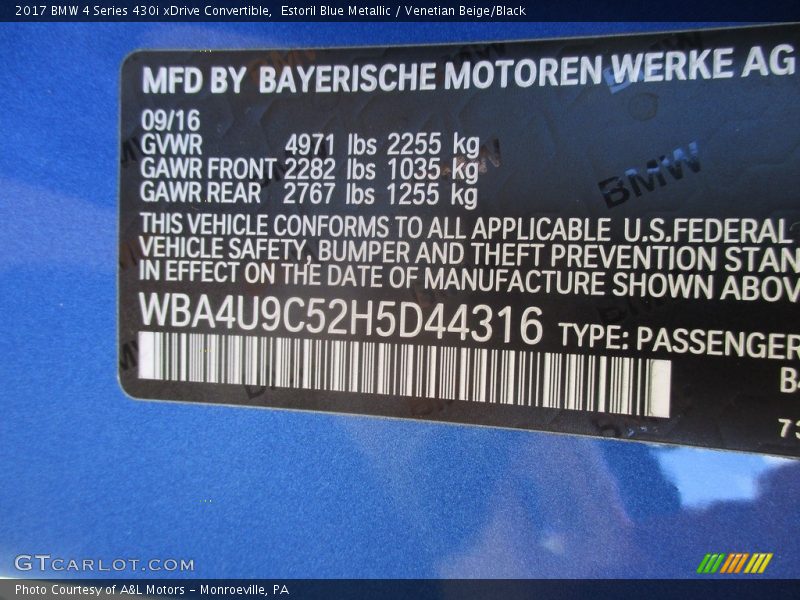 2017 BMW 4 Series 430i xDrive Convertible, Estoril Blue Metallic / Venetian Beige/Black
MFD BY BAYERISCHE MOTOREN WERKE AG
09/16
GVWR 4971 lbs 2255 kg
GAWR FRONT 2282 lbs 1035 kg
GAWR REAR 2767 lbs 1255 kg
BMW
THIS VEHICLE CONFORMS TO ALL APPLICABLE U.S.FEDERAL
VEHICLE SAFETY, BUMPER AND THEFT PREVENTION STAN
IN EFFECT ON THE DATE OF MANUFACTURE SHOWN ABOV
WBA4U9C52H5D44316 TYPE: PASSENGER
B4
73
GTCARLOT.COM
Photo Courtesy of A&L Motors - Monroeville, PA